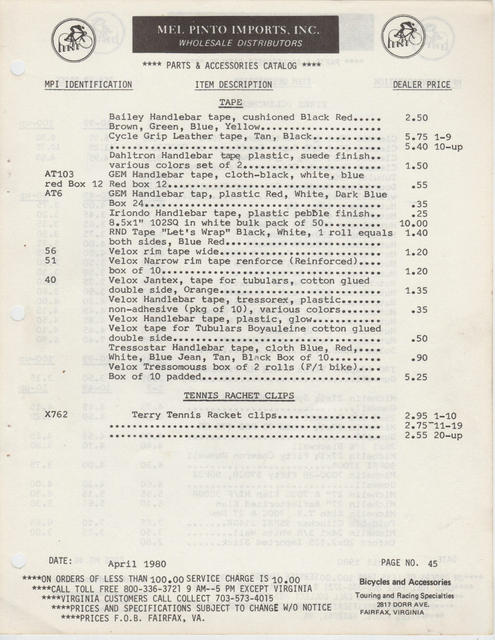 MEL PINTO IMPORTS, INC.
WHOLESALE DISTRIBUTORS
**** PARTS & ACCESSORIES CATALOG ****
MPI IDENTIFICATION ITEM DESCRIPTION DEALER PRICE
TAPE
Bailey Handlebar tape, cushioned Black Red..... 2.50
Brown, Green, Blue, Yellow...............
Cycle Grip Leather tape, Tan, Black........... 5.75 1-9
............................................. 5.40 10-up
Dahltron Handlebar tape plastic, suede finish..
various colors set of 2..................... 1.50
AT103 GEM Handlebar tape, cloth-black, white, blue
red Box 12 Red box 12................................. .55
AT6 GEM Handlebar tap, plastic Red, White, Dark Blue
Box 24..................................... .35
Iriondo Handlebar tape, plastic pebble finish.. .25
8.5x1" 102SQ in white bulk pack of 50.......... 10.00
RND Tape "Let's Wrap" Black, White, 1 roll equals 1.40
both sides, Blue Red.......................
56 Velox rim tape wide........................... 1.20
51 Velox Narrow rim tape renforce (Reinforced)....
box of 10.................................. 1.20
40 Velox Jantex, tape for tubulars, cotton glued
double side, Orange........................ 1.35
Velox Handlebar tape, tressorex, plastic.....
non-adhesive (pkg of 10), various colors..... .35
Velox Handlebar tape, plastic, glove.........
Velox tape for Tubulars Boyauleine cotton glued
double side................................ .50
Tressostar Handlebar tape, cloth Blue, Red,....
White, Blue Jean, Tan, Black Box of 10....... .90
Velox Tressomouss box of 2 rolls (F/1 bike)....
Box of 10 padded........................... 5.25
TENNIS RACHET CLIPS
X762 Terry Tennis Racket clips................ 2.95 1-10
............................................. 2.75 11-19
............................................. 2.55 20-up
DATE: April 1980 PAGE NO. 45
****ON ORDERS OF LESS THAN 100.00 SERVICE CHARGE IS 10.00
****CALL TOLL FREE 800-336-3721 9 AM--5 PM EXCEPT VIRGINIA
****VIRGINIA CUSTOMERS CALL COLLECT 703-573-4015
****PRICES AND SPECIFICATIONS SUBJECT TO CHANGE W/O NOTICE
****PRICES F.O.B. FAIRFAX, VA.
Bicycles and Accessories
Touring and Racing Specialties
2817 DORR AVE.
FAIRFAX, VIRGINIA